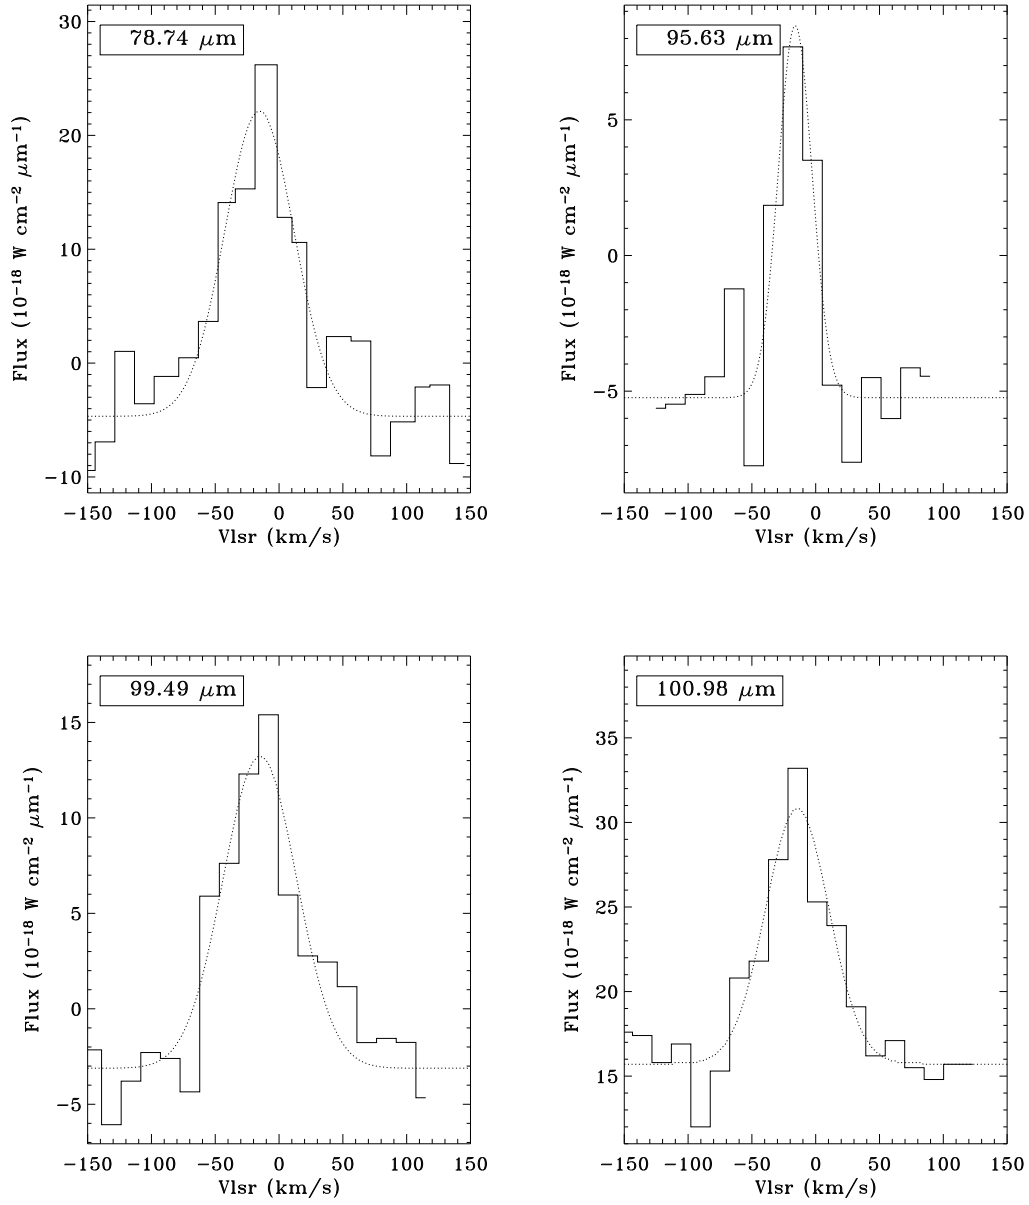 78.74 μm
Flux (10⁻¹⁸ W cm⁻² μm⁻¹)
30
20
10
0
−10
−150 −100 −50 0 50 100 150
Vlsr (km/s)
95.63 μm
Flux (10⁻¹⁸ W cm⁻² μm⁻¹)
5
0
−5
−150 −100 −50 0 50 100 150
Vlsr (km/s)
99.49 μm
Flux (10⁻¹⁸ W cm⁻² μm⁻¹)
15
10
5
0
−5
−150 −100 −50 0 50 100 150
Vlsr (km/s)
100.98 μm
Flux (10⁻¹⁸ W cm⁻² μm⁻¹)
35
30
25
20
15
−150 −100 −50 0 50 100 150
Vlsr (km/s)